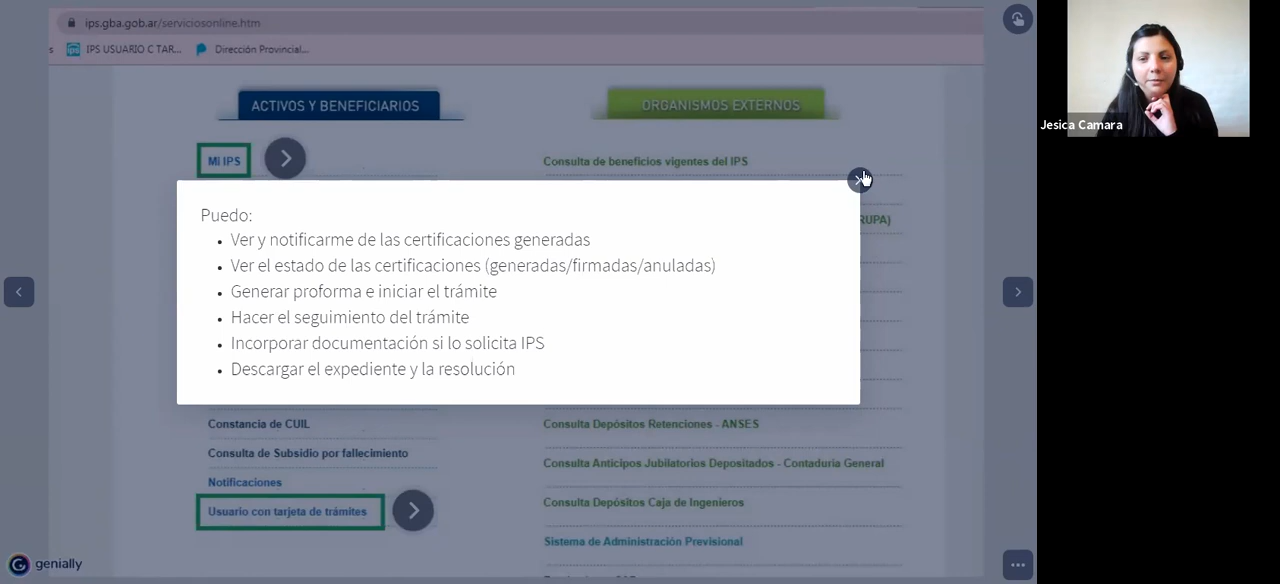 ips.gba.gob.ar/serviciosonline.htm
s
IPS USUARIO C TAR...
Dirección Provincial...
ACTIVOS Y BENEFICIARIOS
ORGANISMOS EXTERNOS
Jesica Camara
MI IPS
Consulta de beneficios vigentes del IPS
RUPA)
Puedo:
• Ver y notificarme de las certificaciones generadas
• Ver el estado de las certificaciones (generadas/firmadas/anuladas)
• Generar proforma e iniciar el trámite
• Hacer el seguimiento del trámite
• Incorporar documentación si lo solicita IPS
• Descargar el expediente y la resolución
Constancia de CUIL
Consulta Depósitos Retenciones - ANSES
Consulta de Subsidio por fallecimiento
Consulta Anticipos Jubilatorios Depositados - Contaduría General
Notificaciones
Consulta Depósitos Caja de Ingenieros
Usuario con tarjeta de trámites
Sistema de Administración Previsional
genially